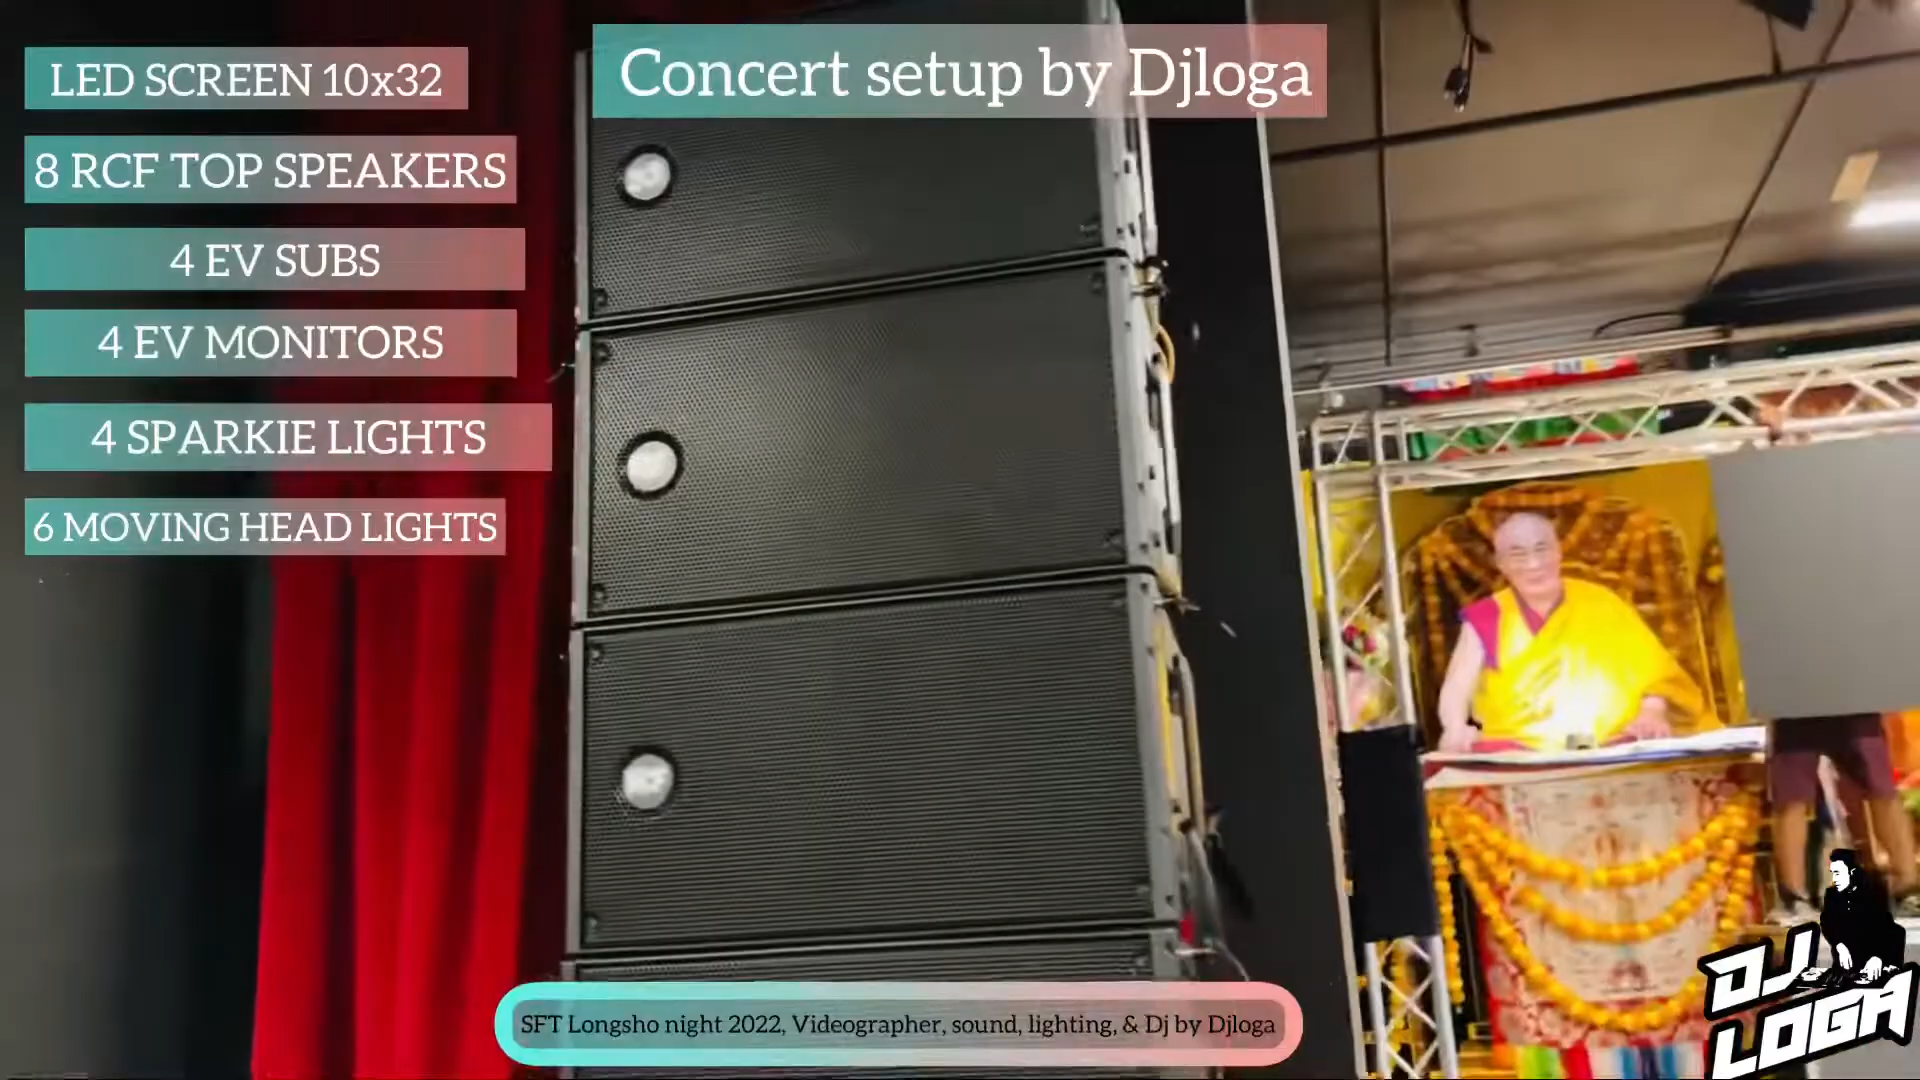 Concert setup by Djloga
LED SCREEN 10x32
8 RCF TOP SPEAKERS
4 EV SUBS
4 EV MONITORS
4 SPARKIE LIGHTS
6 MOVING HEAD LIGHTS
SFT Longsho night 2022, Videographer, sound, lighting, & Dj by Djloga
DJ
LOGA